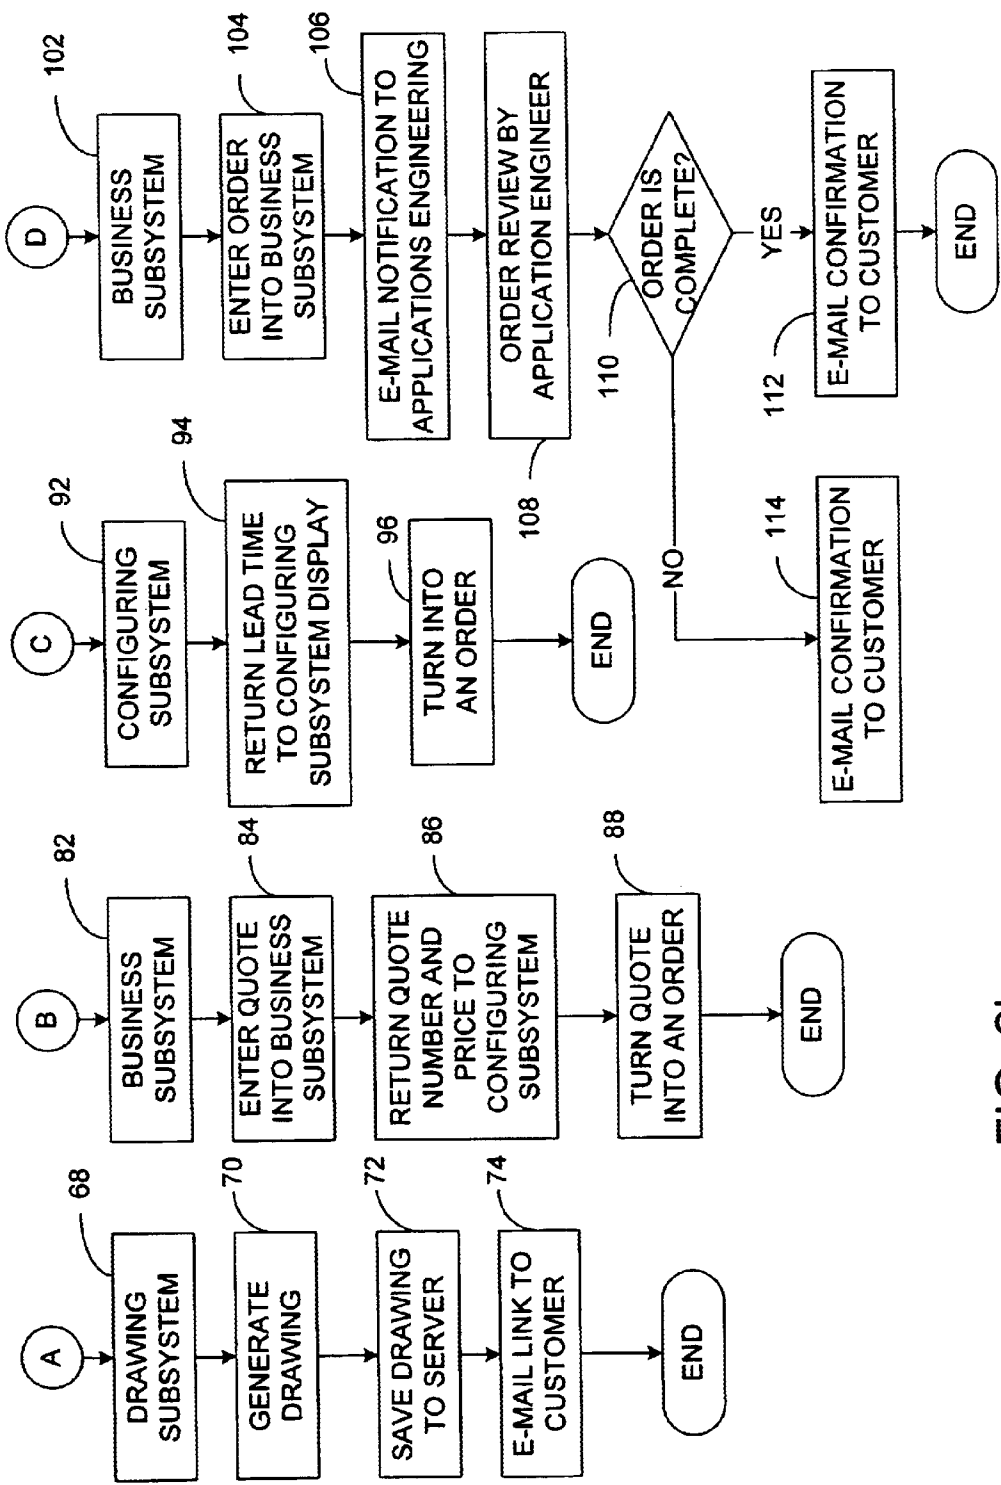 A
68
DRAWING
SUBSYSTEM
70
GENERATE
DRAWING
72
SAVE DRAWING
TO SERVER
74
E-MAIL LINK TO
CUSTOMER
END
B
82
BUSINESS
SUBSYSTEM
84
ENTER QUOTE
INTO BUSINESS
SUBSYSTEM
86
RETURN QUOTE
NUMBER AND
PRICE TO
CONFIGURING
SUBSYSTEM
88
TURN QUOTE
INTO AN ORDER
END
C
92
CONFIGURING
SUBSYSTEM
94
RETURN LEAD TIME
TO CONFIGURING
SUBSYSTEM DISPLAY
96
TURN INTO
AN ORDER
END
D
102
BUSINESS
SUBSYSTEM
104
ENTER ORDER
INTO BUSINESS
SUBSYSTEM
106
E-MAIL NOTIFICATION TO
APPLICATIONS ENGINEERING
108
ORDER REVIEW BY
APPLICATION ENGINEER
110
ORDER IS
COMPLETE?
NO
YES
114
E-MAIL CONFIRMATION
TO CUSTOMER
112
E-MAIL CONFIRMATION
TO CUSTOMER
END